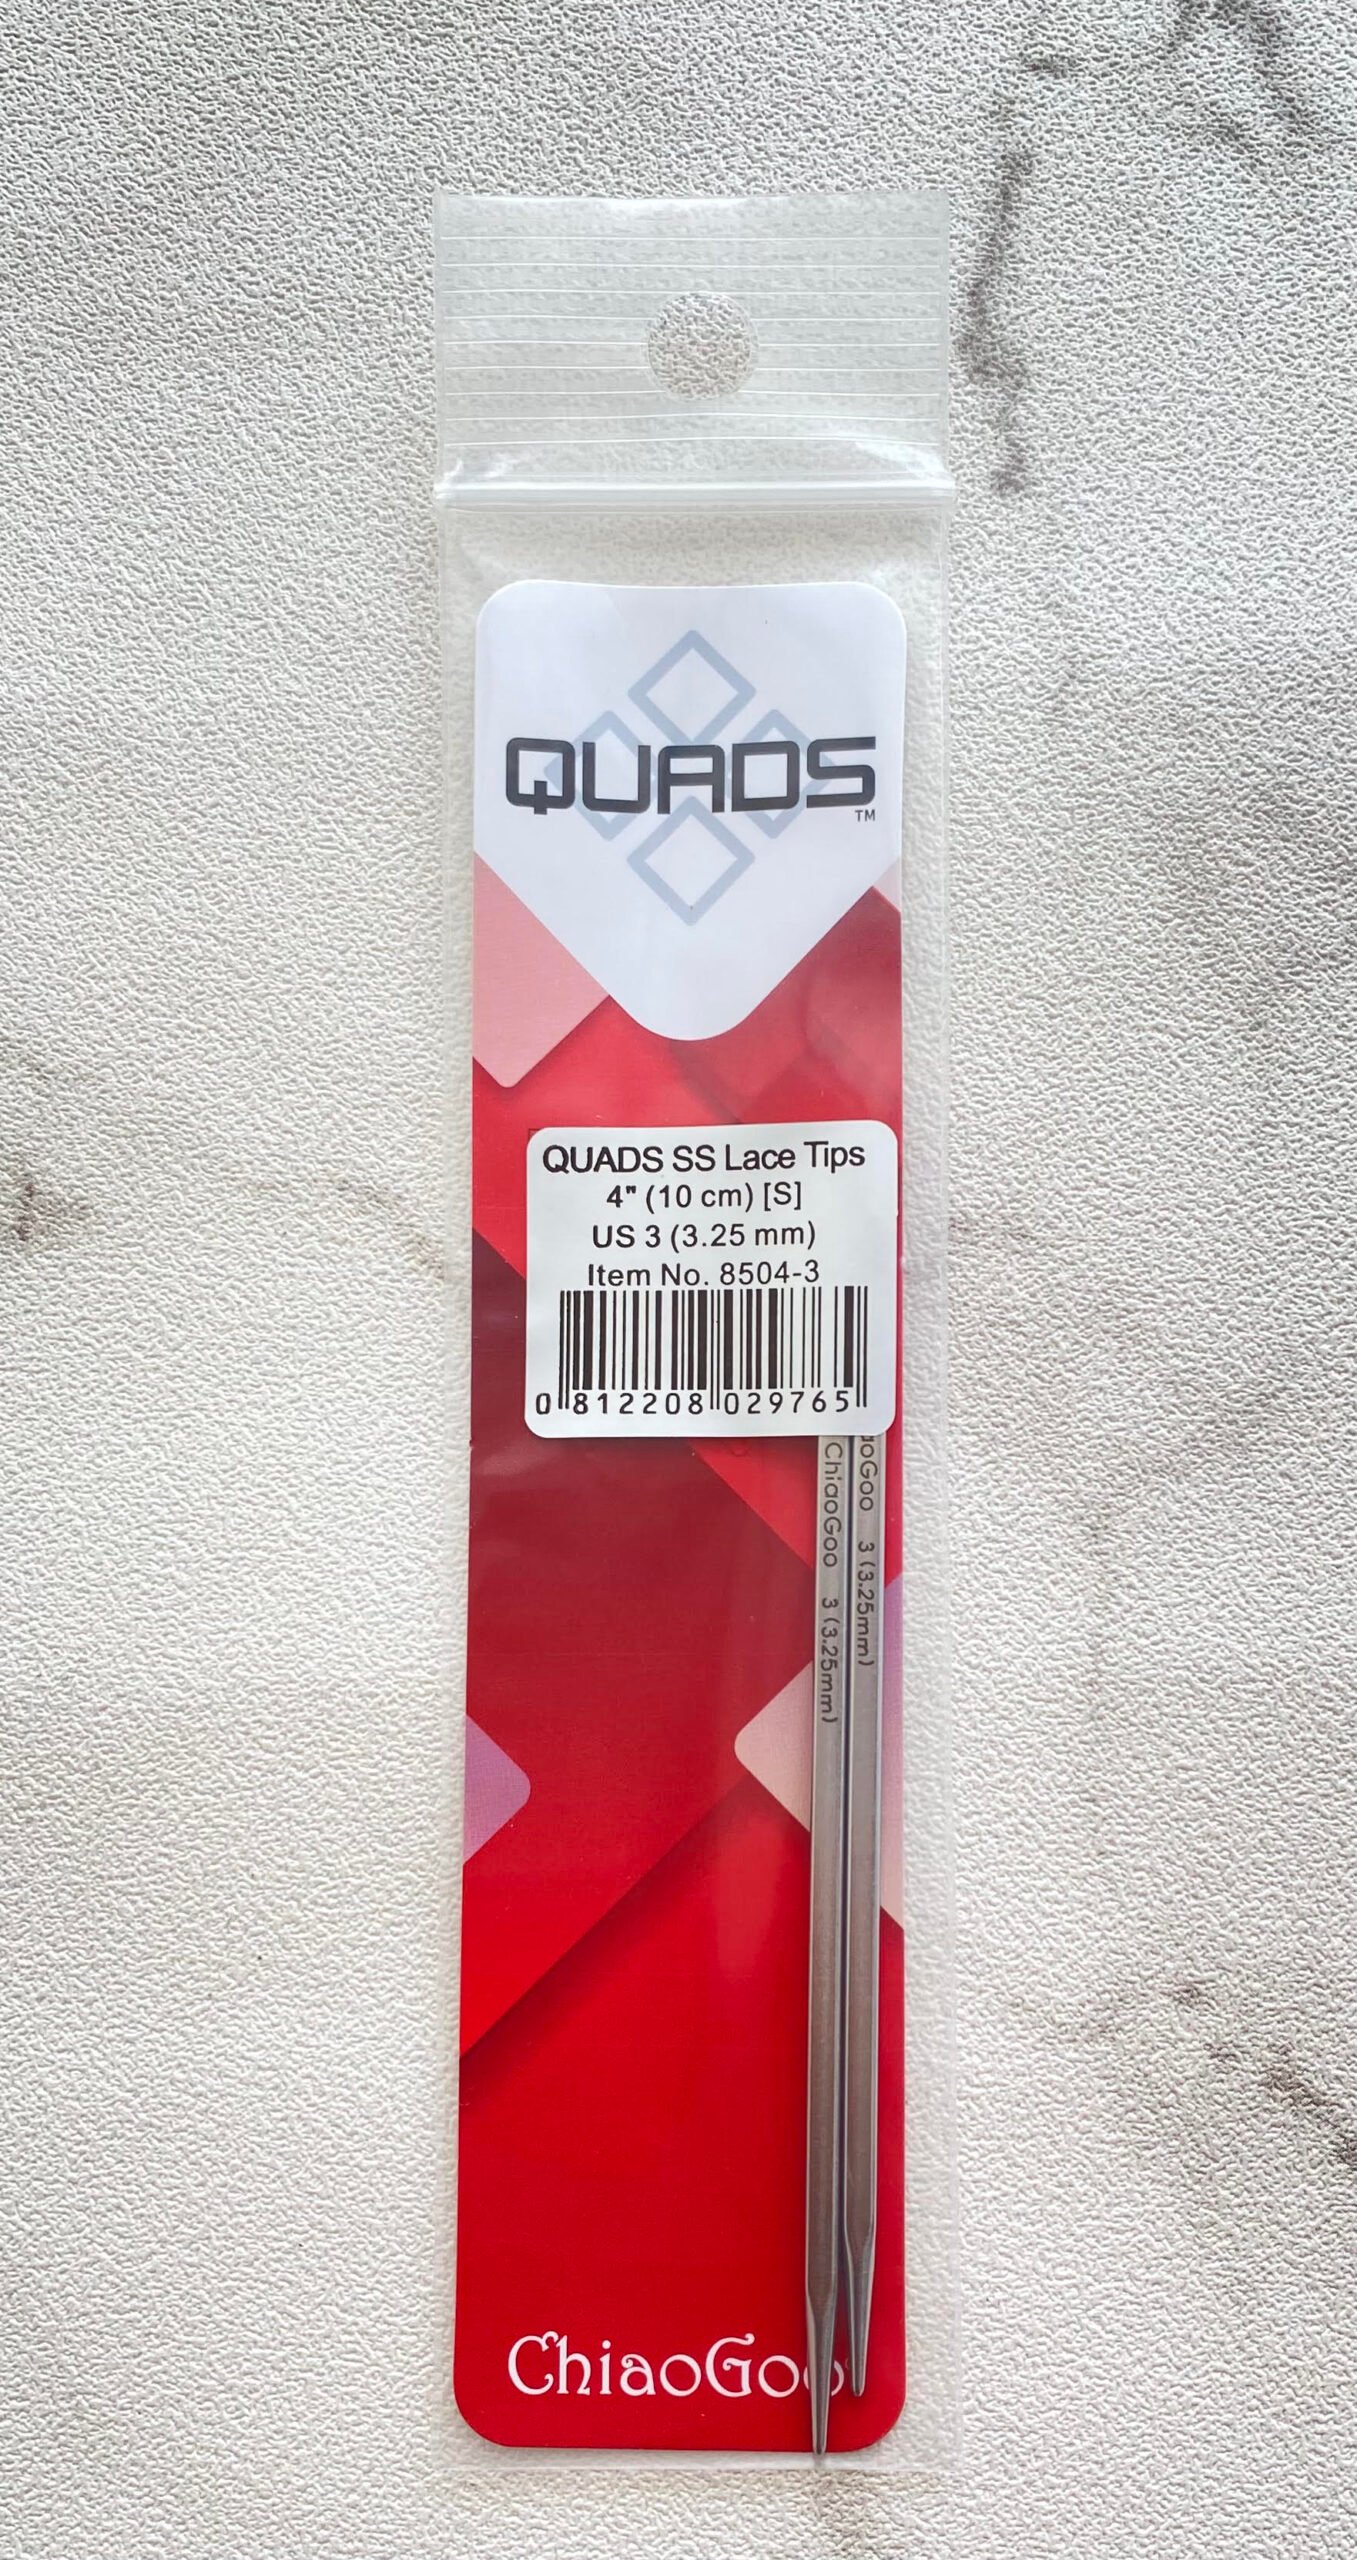 QUADS
TM
QUADS SS Lace Tips
4" (10 cm) [S]
US 3 (3.25 mm)
Item No. 8504-3
0 812208 029765
ChiaoGoo 3 (3.25mm)
aoGoo 3 (3.25mm)
ChiaoGoo